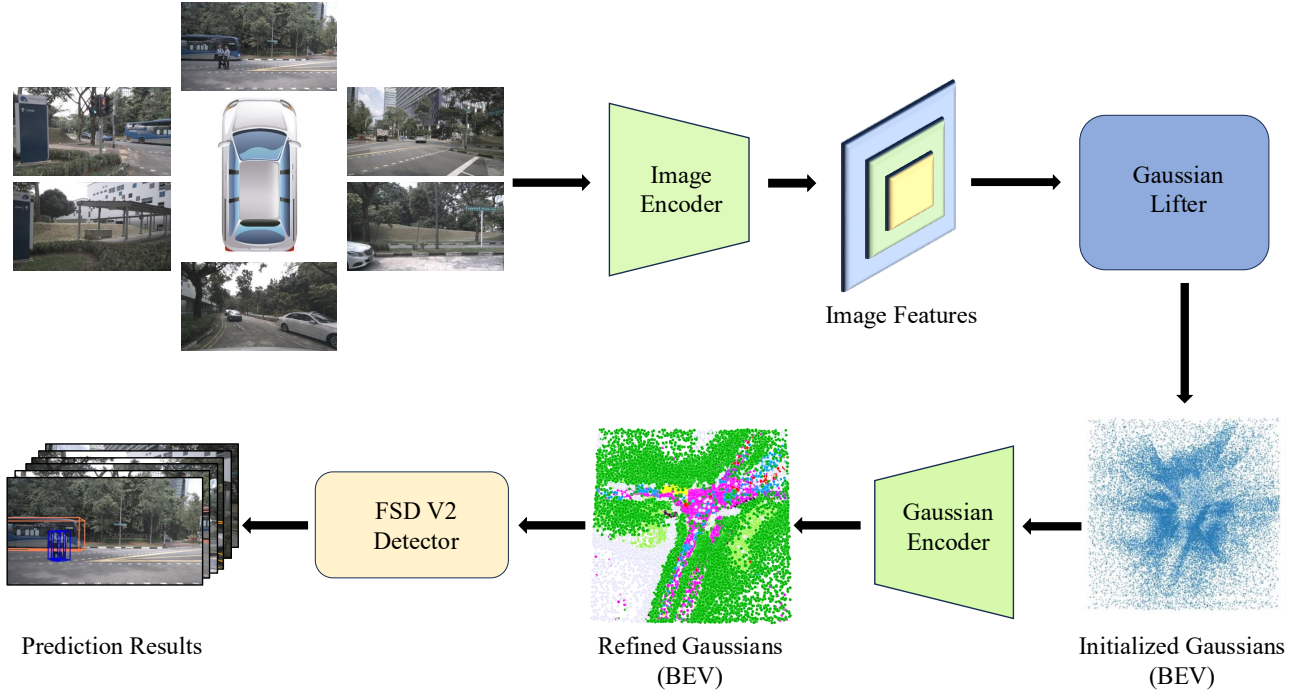 Image
Encoder
Gaussian
Lifter
Image Features
FSD V2
Detector
Gaussian
Encoder
Prediction Results
Refined Gaussians
(BEV)
Initialized Gaussians
(BEV)